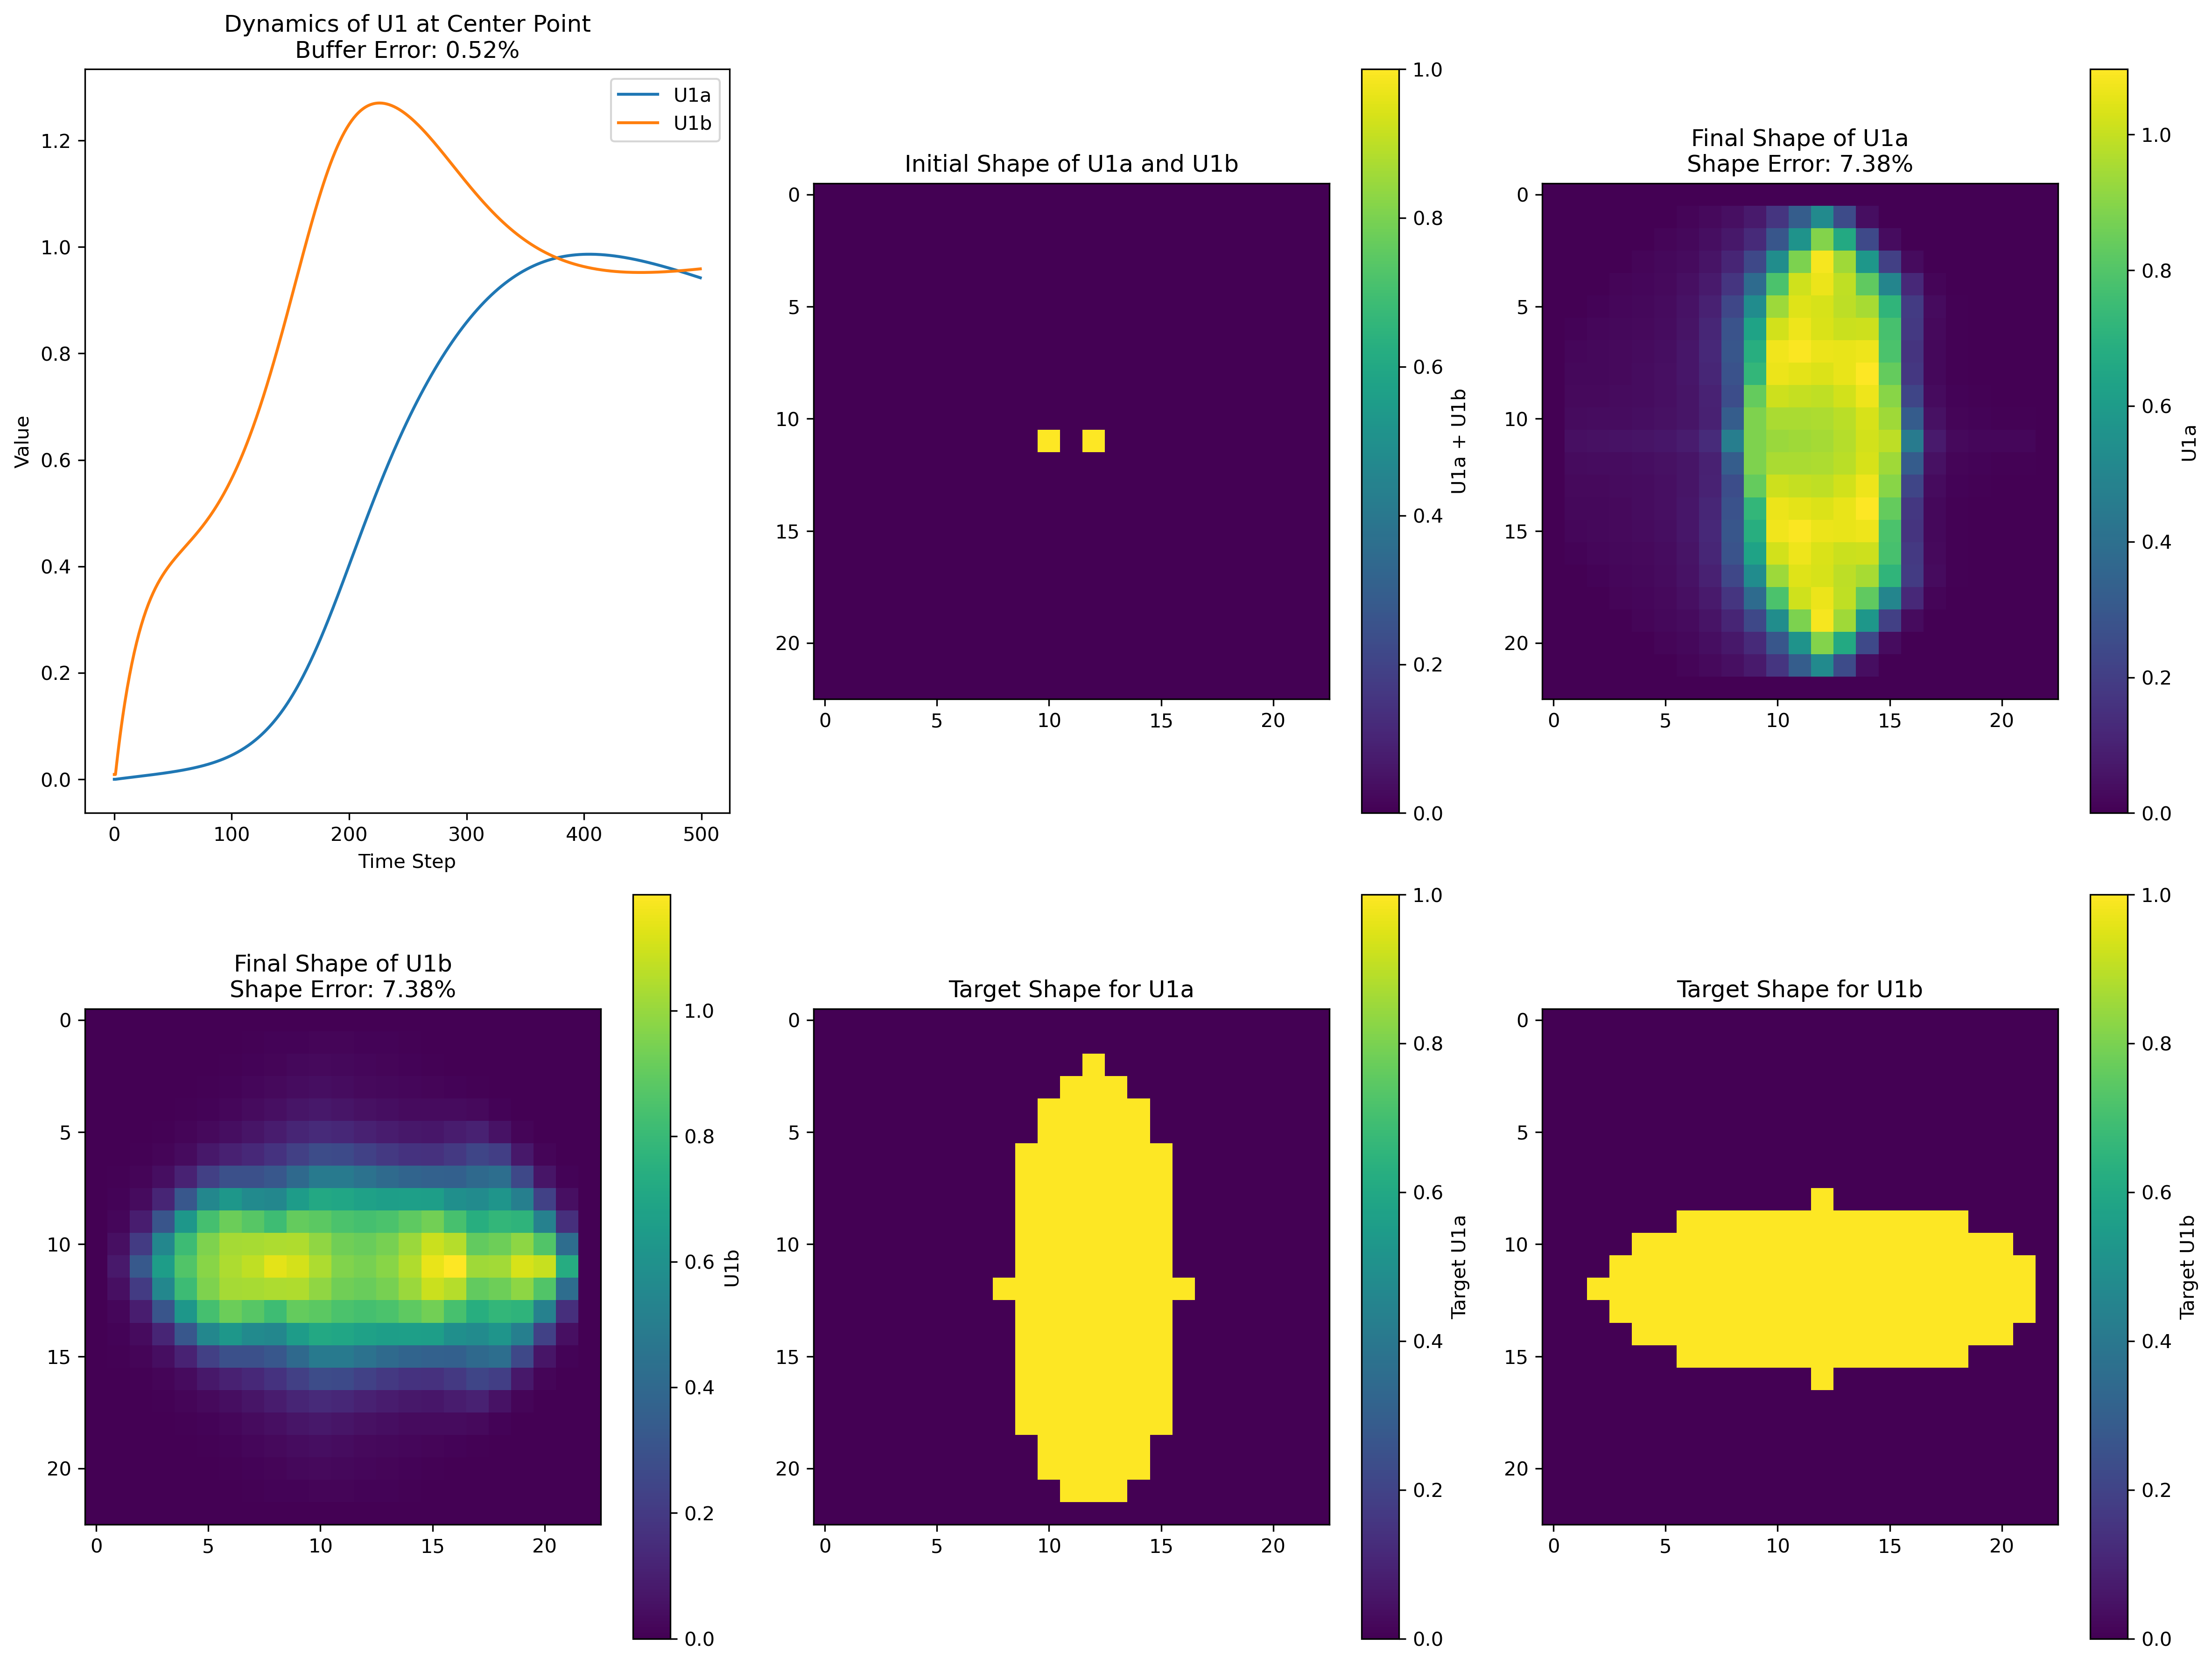 Dynamics of U1 at Center Point
Buffer Error: 0.52%
U1a
U1b
Value
1.2
1.0
0.8
0.6
0.4
0.2
0.0
0 100 200 300 400 500
Time Step
Initial Shape of U1a and U1b
0
5
10
15
20
0 5 10 15 20
1.0
0.8
0.6
0.4
0.2
0.0
U1a + U1b
Final Shape of U1a
Shape Error: 7.38%
0
5
10
15
20
0 5 10 15 20
1.0
0.8
0.6
0.4
0.2
0.0
U1a
Final Shape of U1b
Shape Error: 7.38%
0
5
10
15
20
0 5 10 15 20
1.0
0.8
0.6
0.4
0.2
0.0
U1b
Target Shape for U1a
0
5
10
15
20
0 5 10 15 20
1.0
0.8
0.6
0.4
0.2
0.0
Target U1a
Target Shape for U1b
0
5
10
15
20
0 5 10 15 20
1.0
0.8
0.6
0.4
0.2
0.0
Target U1b